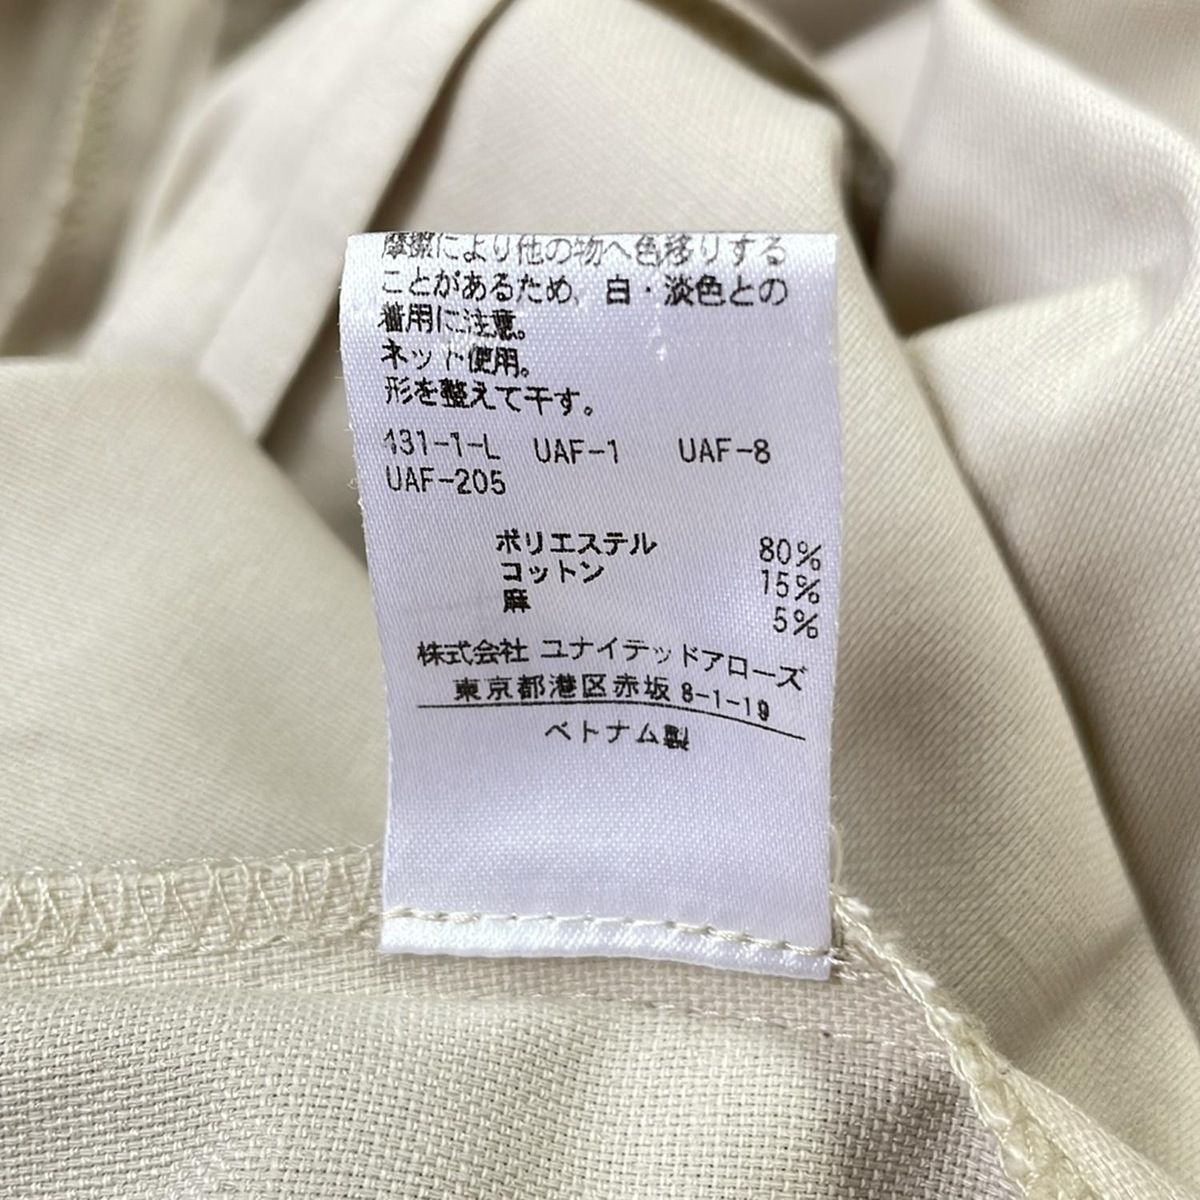 摩擦により他の物へ色移りする
ことがあるため、白・淡色との
着用に注意。
ネット使用。
形を整えて干す。
131-1-L UAF-1 UAF-8
UAF-205
ポリエステル 80%
コットン 15%
麻 5%
株式会社 ユナイテッドアローズ
東京都港区赤坂 8-1-19
ベトナム製